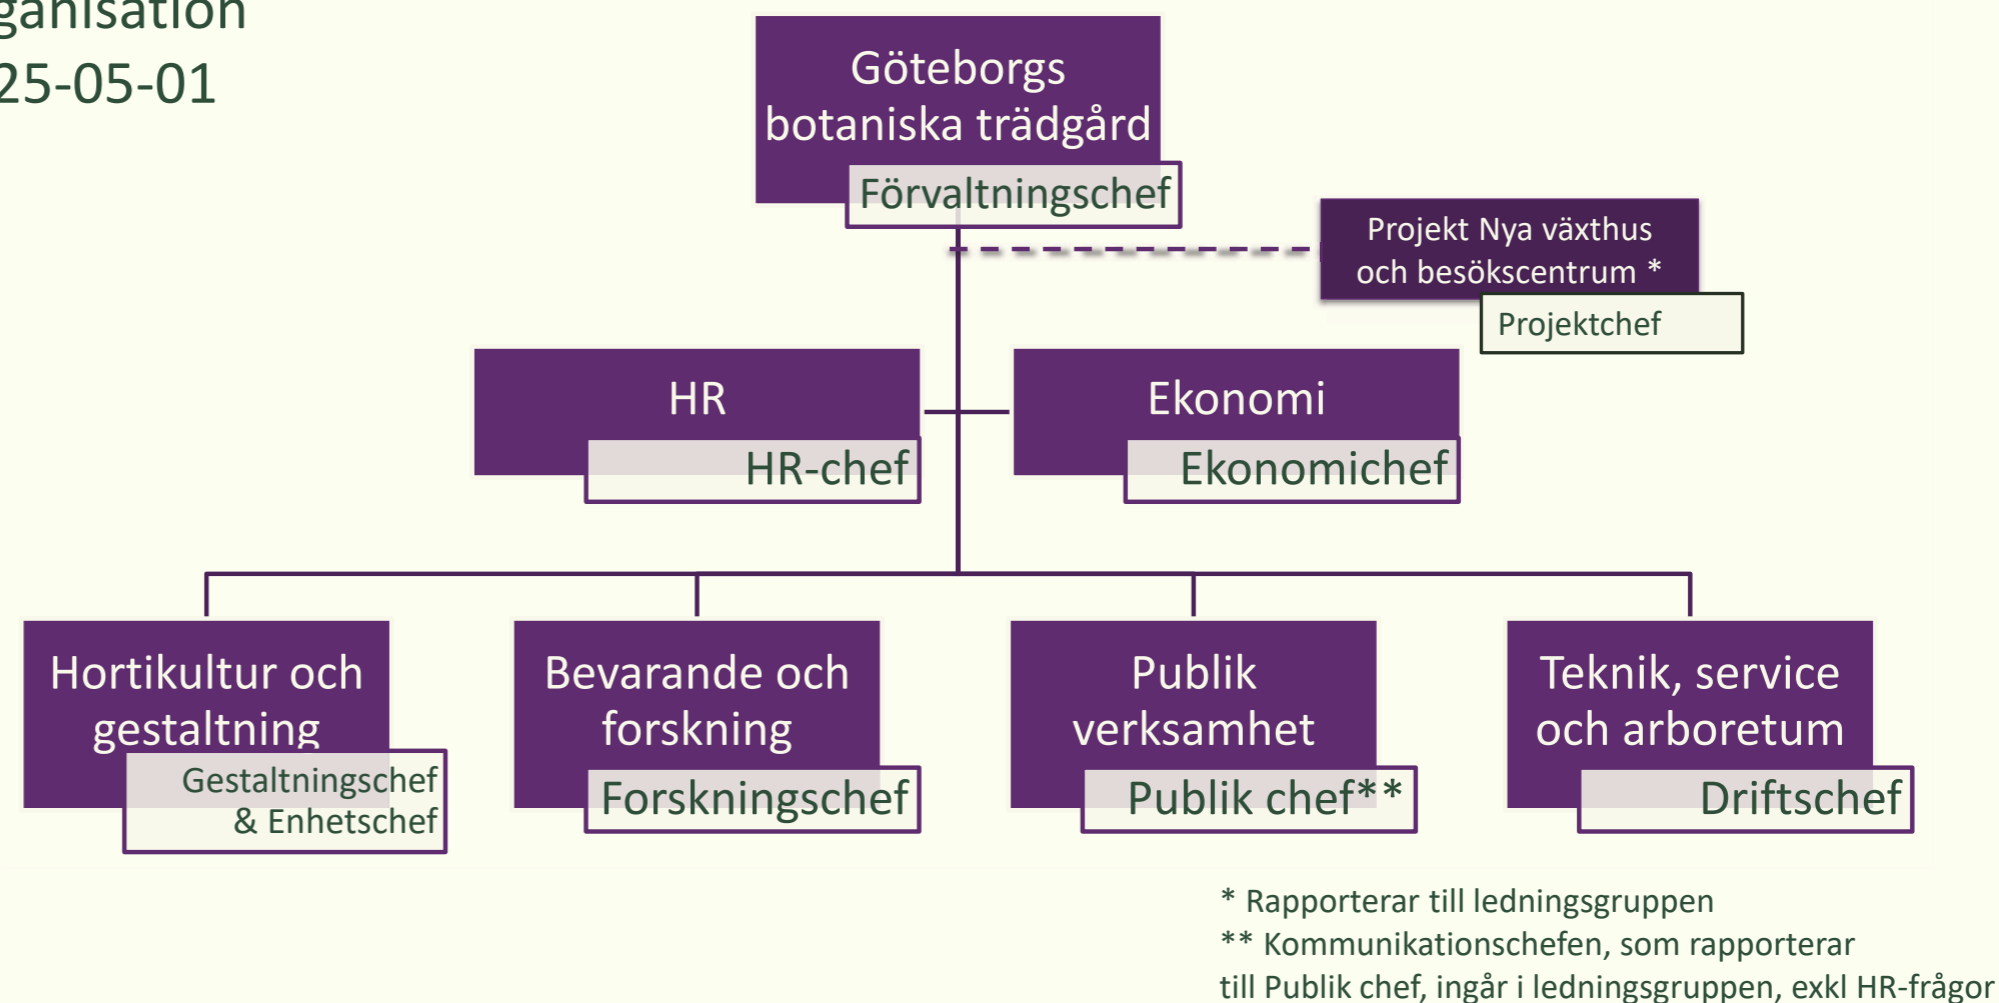 ganisation
25-05-01
Göteborgs
botaniska trädgård
Förvaltningschef
Projekt Nya växthus
och besökscentrum *
Projektchef
HR
HR-chef
Ekonomi
Ekonomichef
Hortikultur och
gestaltning
Gestaltningschef
& Enhetschef
Bevarande och
forskning
Forskningschef
Publik
verksamhet
Publik chef**
Teknik, service
och arboretum
Driftschef
* Rapporterar till ledningsgruppen
** Kommunikationschefen, som rapporterar
till Publik chef, ingår i ledningsgruppen, exkl HR-frågor